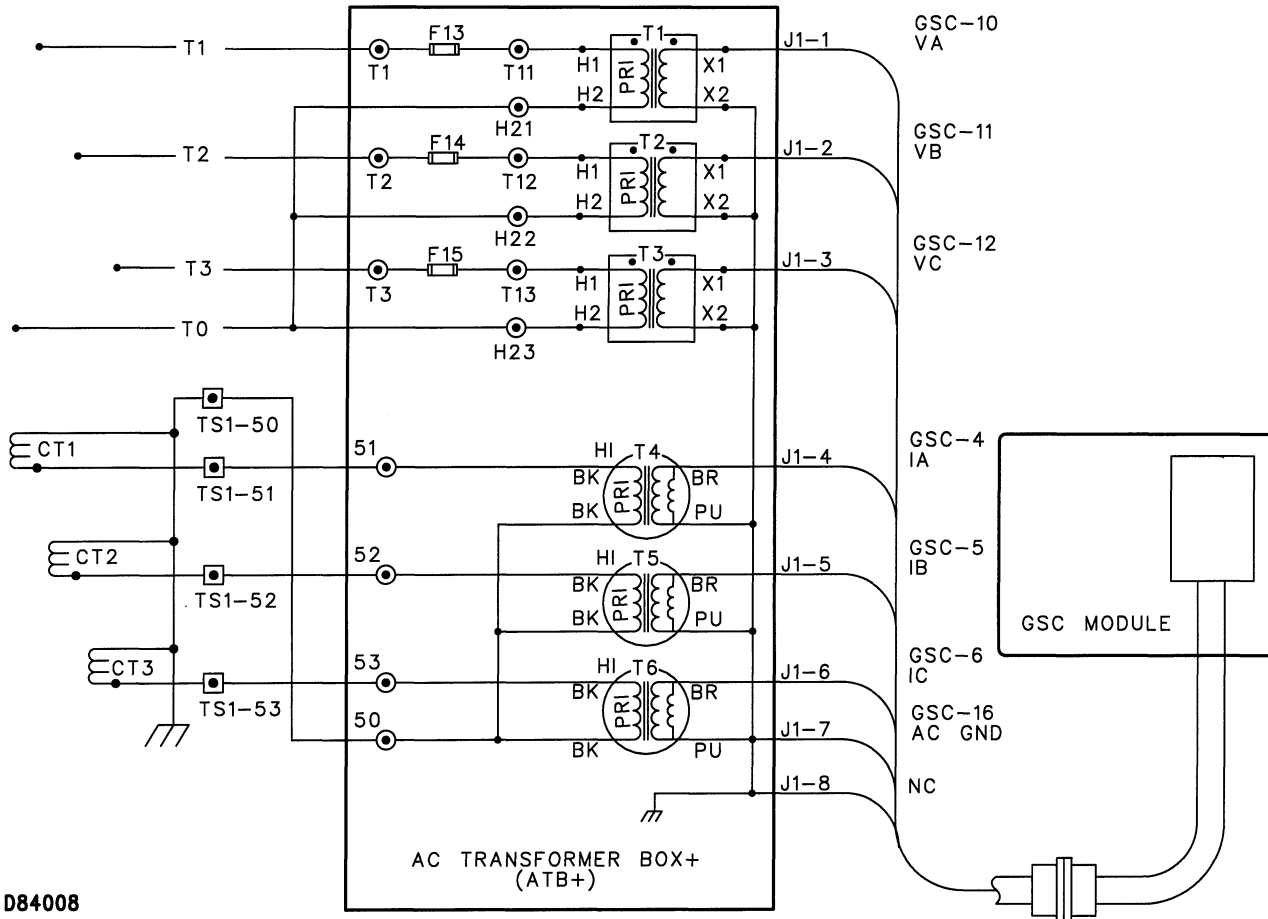 GSC-10
VA
T1
F13
T1
J1-1
T1
T11
H1
PRI
X1
H2
X2
H21
GSC-11
VB
T2
F14
T2
J1-2
T2
T12
H1
PRI
X1
H2
X2
H22
GSC-12
VC
T3
F15
T3
J1-3
T3
T13
H1
PRI
X1
H2
X2
T0
H23
TS1-50
CT1
51
HI
T4
J1-4
GSC-4
IA
TS1-51
BK
PRI
BR
BK
PU
CT2
52
HI
T5
J1-5
GSC-5
IB
TS1-52
BK
PRI
BR
BK
PU
GSC MODULE
CT3
53
HI
T6
J1-6
GSC-6
IC
TS1-53
BK
PRI
BR
50
BK
PU
J1-7
GSC-16
AC GND
J1-8
NC
AC TRANSFORMER BOX+
(ATB+)
D84008